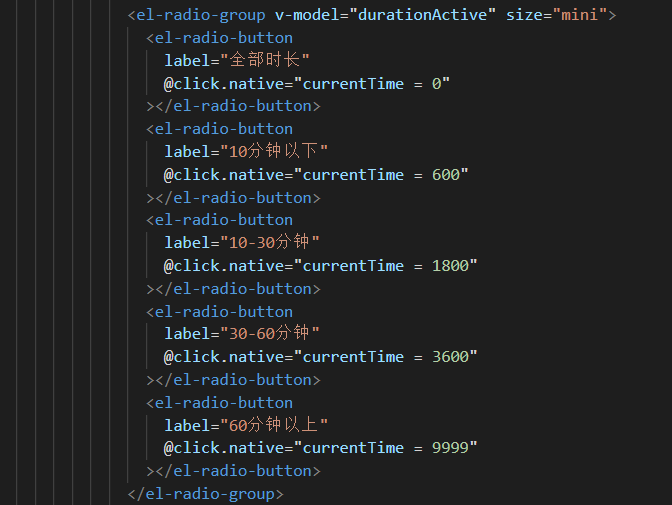 <el-radio-group v-model="durationActive" size="mini">
<el-radio-button
label="全部时长"
@click.native="currentTime = 0"
></el-radio-button>
<el-radio-button
label="10分钟以下"
@click.native="currentTime = 600"
></el-radio-button>
<el-radio-button
label="10-30分钟"
@click.native="currentTime = 1800"
></el-radio-button>
<el-radio-button
label="30-60分钟"
@click.native="currentTime = 3600"
></el-radio-button>
<el-radio-button
label="60分钟以上"
@click.native="currentTime = 9999"
></el-radio-button>
</el-radio-group>